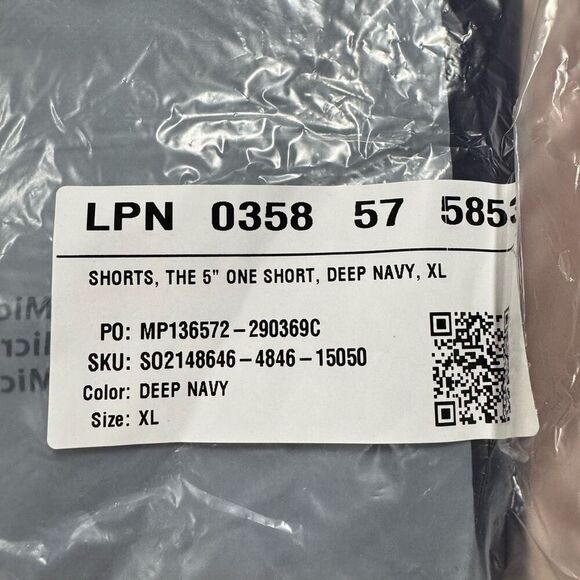 LPN 0358 57 5853
SHORTS, THE 5" ONE SHORT, DEEP NAVY, XL
PO: MP136572-290369C
SKU: SO2148646-4846-15050
Color: DEEP NAVY
Size: XL